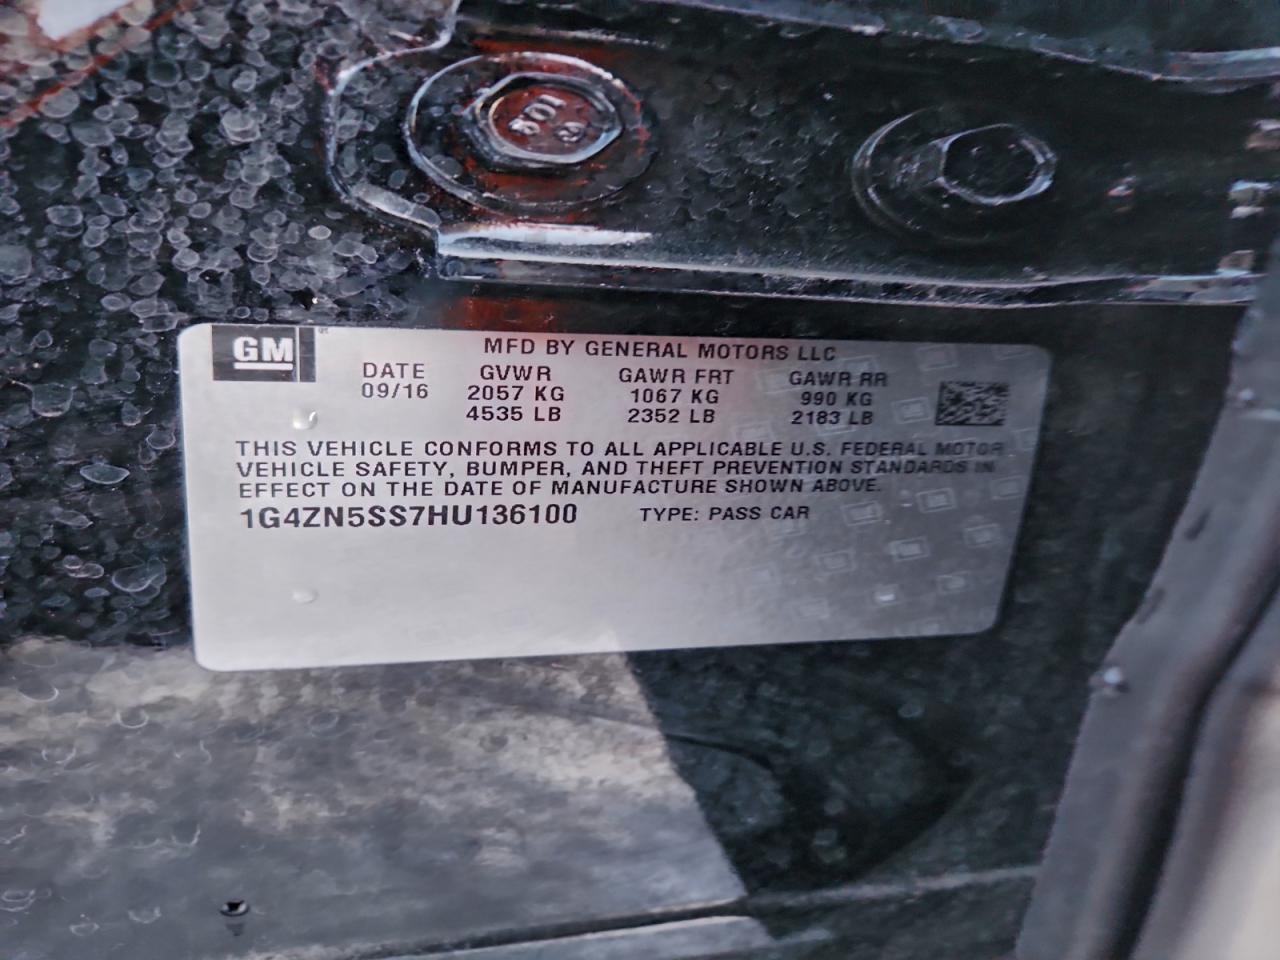 GM
MFD BY GENERAL MOTORS LLC
DATE GVWR GAWR FRT GAWR RR
09/16 2057 KG 1067 KG 990 KG
4535 LB 2352 LB 2183 LB
THIS VEHICLE CONFORMS TO ALL APPLICABLE U.S. FEDERAL MOTOR
VEHICLE SAFETY, BUMPER, AND THEFT PREVENTION STANDARDS IN
EFFECT ON THE DATE OF MANUFACTURE SHOWN ABOVE.
1G4ZN5SS7HU136100 TYPE: PASS CAR